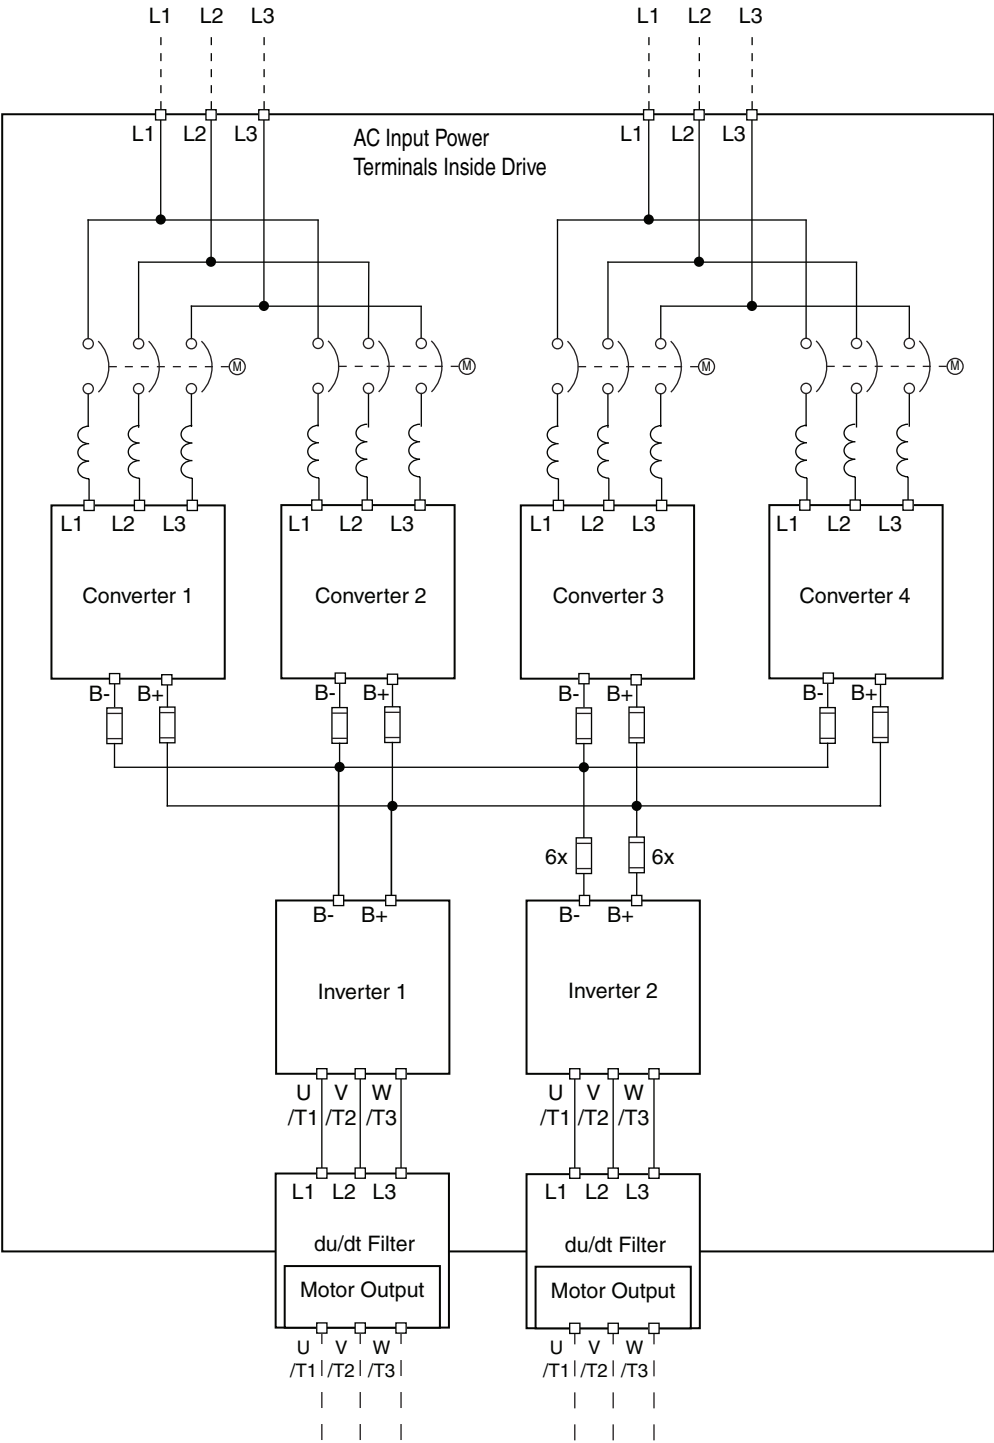 L1 L2 L3 L1 L2 L3
L1 L2 L3 AC Input Power L1 L2 L3
Terminals Inside Drive
M M M M
L1 L2 L3 L1 L2 L3 L1 L2 L3 L1 L2 L3
Converter 1 Converter 2 Converter 3 Converter 4
B- B+ B- B+ B- B+ B- B+
6x 6x
B- B+ B- B+
Inverter 1 Inverter 2
U V W U V W
/T1 /T2 /T3 /T1 /T2 /T3
L1 L2 L3 L1 L2 L3
du/dt Filter du/dt Filter
Motor Output Motor Output
U V W U V W
/T1 /T2 /T3 /T1 /T2 /T3